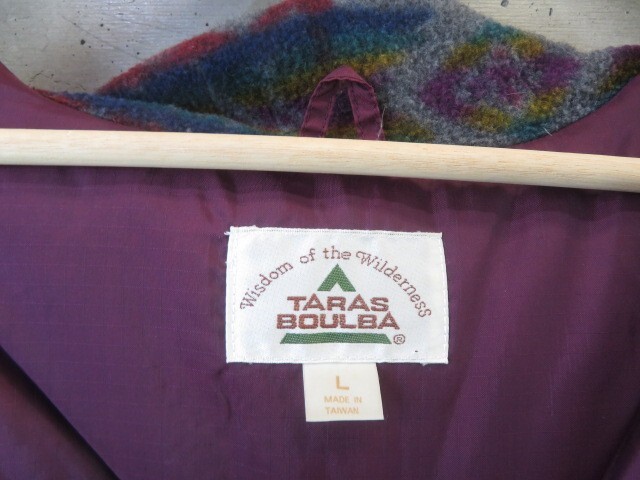 Wisdom of the Wilderness
TARAS
BOULBA
®
L
MADE IN
TAIWAN